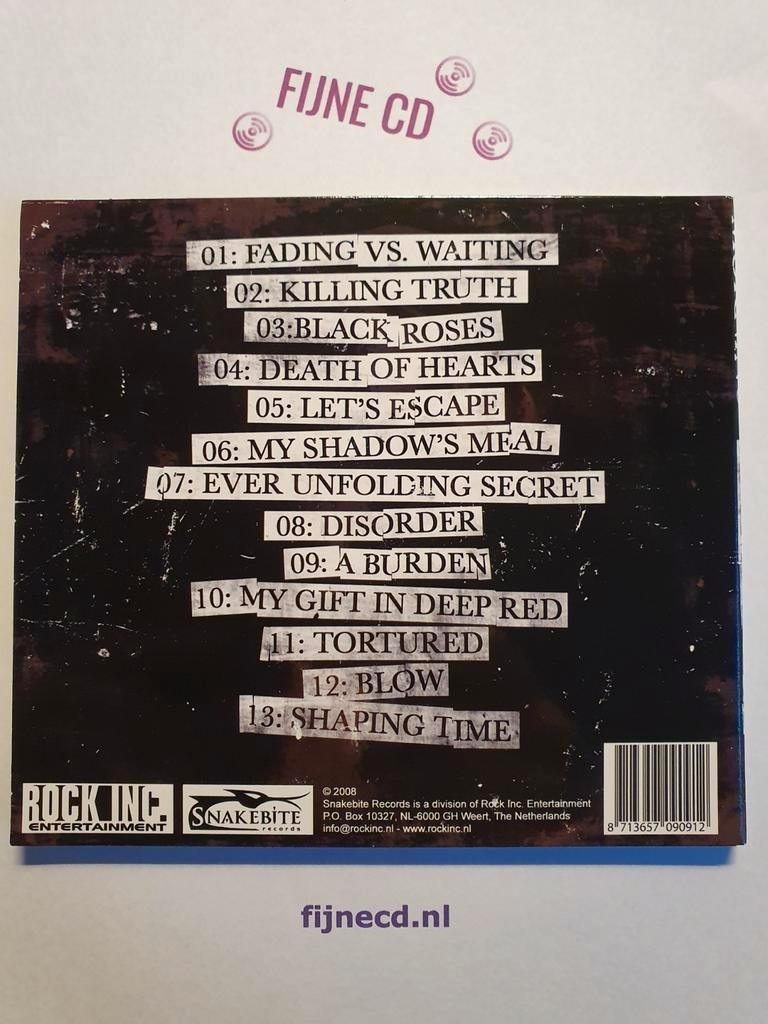 FIJNE CD
01: FADING VS. WAITING
02: KILLING TRUTH
03:BLACK ROSES
04: DEATH OF HEARTS
05: LET'S ESCAPE
06: MY SHADOW'S MEAL
07: EVER UNFOLDING SECRET
08: DISORDER
09: A BURDEN
10: MY GIFT IN DEEP RED
11: TORTURED
12: BLOW
13: SHAPING TIME
ROCK INC.
ENTERTAINMENT
SNAKEBITE
records
© 2008
Snakebite Records is a division of Rock Inc. Entertainment
P.O. Box 10327, NL-6000 GH Weert, The Netherlands
info@rockinc.nl - www.rockinc.nl
8 713657 090912
fijnecd.nl